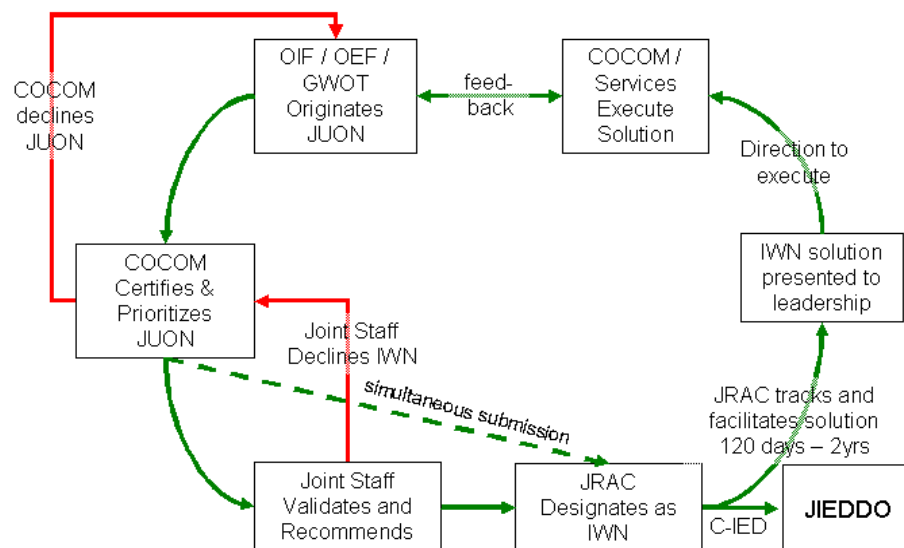 COCOM
declines
JUON
OIF / OEF /
GWOT
Originates
JUON
feed-
back
COCOM /
Services
Execute
Solution
Direction to
execute
COCOM
Certifies &
Prioritizes
JUON
Joint Staff
Declines IWN
IWN solution
presented to
leadership
simultaneous submission
JRAC tracks and
facilitates solution
120 days – 2yrs
Joint Staff
Validates and
Recommends
JRAC
Designates as
IWN
C-IED
JIEDDO